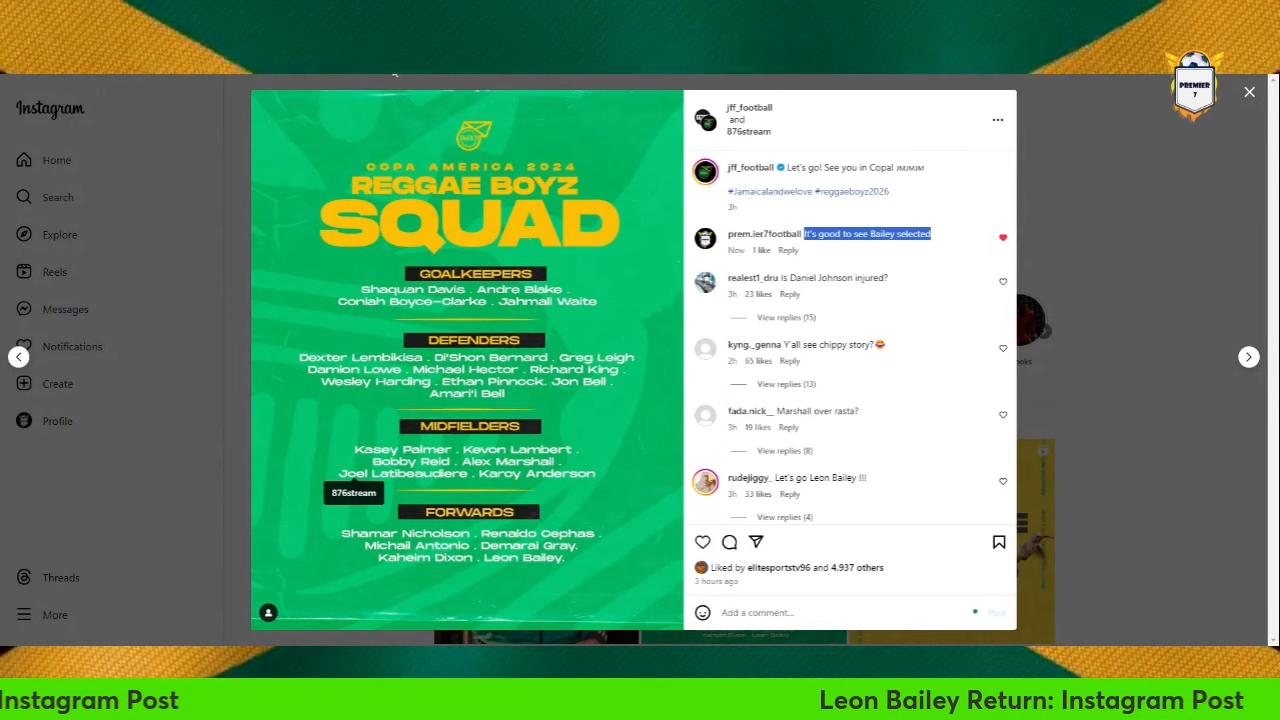 PREMIER
7
Instagram
Home
Search
Explore
Reels
Messages
Notifications
Create
Profile
Threads
More
COPA AMERICA 2024
REGGAE BOYZ
SQUAD
GOALKEEPERS
Shaquan Davis . Andre Blake .
Coniah Boyce-Clarke . Jahmali Waite
DEFENDERS
Dexter Lembikisa . Di'Shon Bernard . Greg Leigh
Damion Lowe . Michael Hector . Richard King .
Wesley Harding . Ethan Pinnock. Jon Bell .
Amari'i Bell
MIDFIELDERS
Kasey Palmer . Kevon Lambert .
Bobby Reid . Alex Marshall .
Joel Latibeaudiere . Karoy Anderson
876stream
FORWARDS
Shamar Nicholson . Renaldo Cephas .
Michail Antonio . Demarai Gray.
Kaheim Dixon . Leon Bailey.
jff_football
and
876stream
jff_football Let's go! See you in Copa! JMJMJM
#Jamaicalandwelove #reggaeboyz2026
3h
prem.ier7football It's good to see Bailey selected
Now 1 like Reply
realest1_dru Is Daniel Johnson injured?
3h 23 likes Reply
View replies (15)
kyng._genna Y'all see chippy story?😂
2h 65 likes Reply
View replies (13)
fada.nick__ Marshall over rasta?
3h 19 likes Reply
View replies (8)
rudejiggy_ Let's go Leon Bailey !!!
3h 33 likes Reply
View replies (4)
Liked by elitesportstv96 and 4,937 others
3 hours ago
Add a comment...
Post
Instagram Post
Leon Bailey Return: Instagram Post